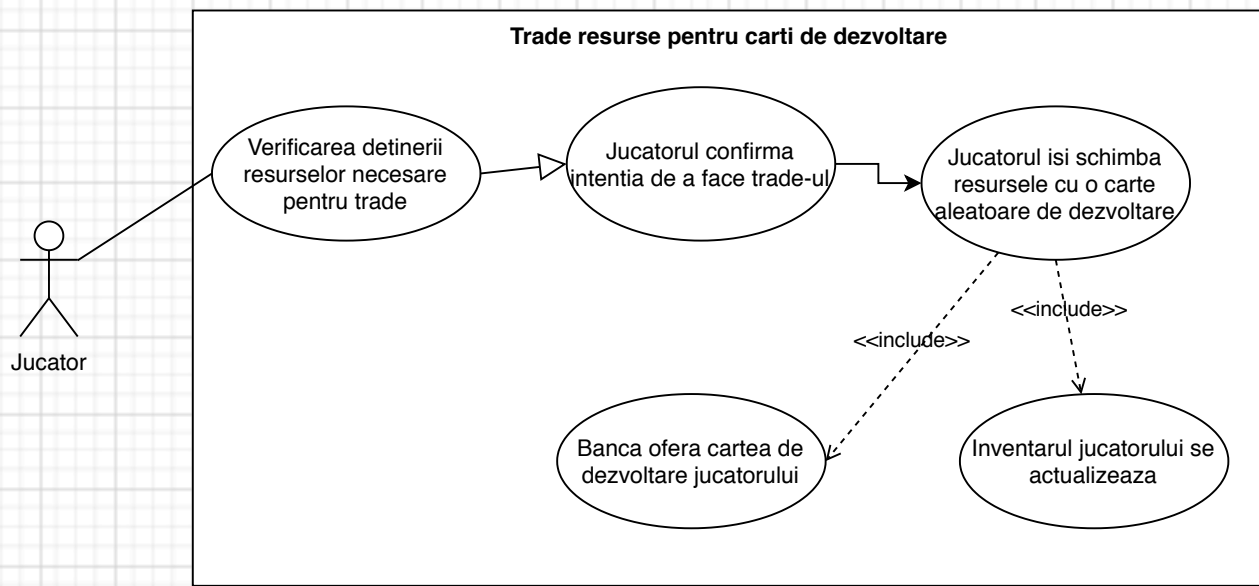 Trade resurse pentru carti de dezvoltare
Verificarea detinerii
resurselor necesare
pentru trade
Jucatorul confirma
intentia de a face trade-ul
Jucatorul isi schimba
resursele cu o carte
aleatoare de dezvoltare
Jucator
<<include>>
<<include>>
Banca ofera cartea de
dezvoltare jucatorului
Inventarul jucatorului se
actualizeaza